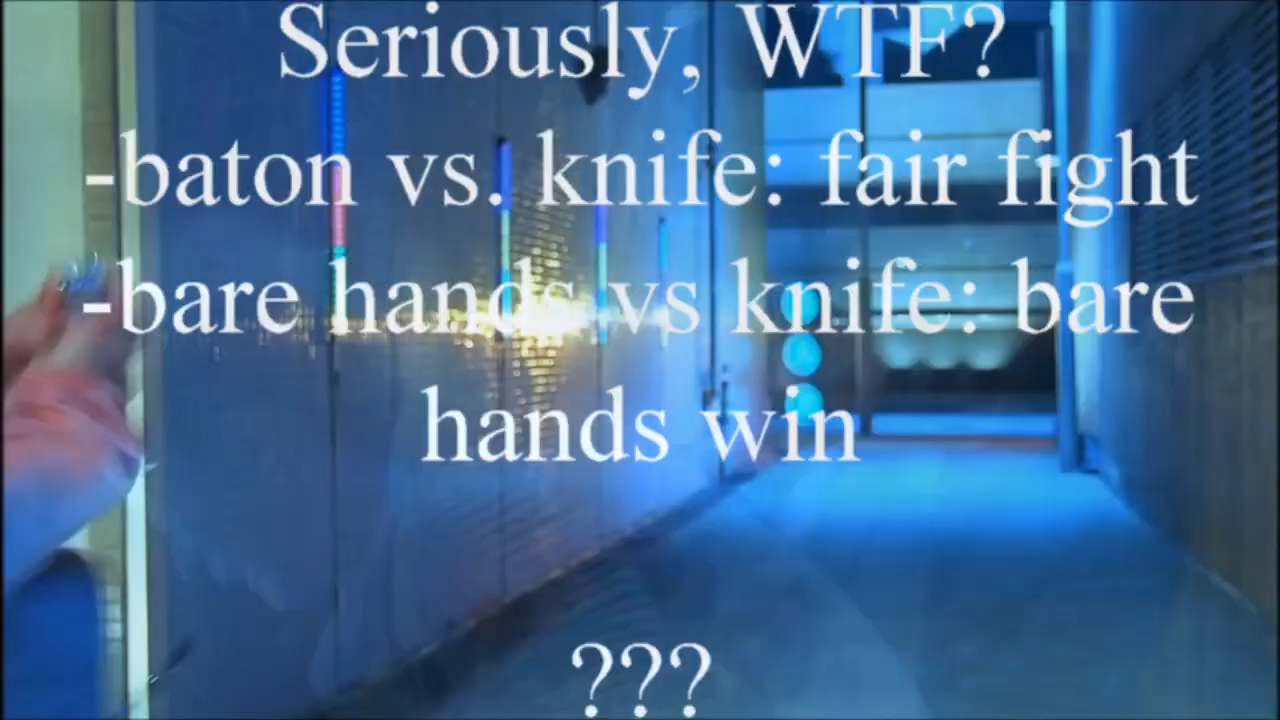 Seriously, WTF?
-baton vs. knife: fair fight
-bare hands vs knife: bare
hands win
???